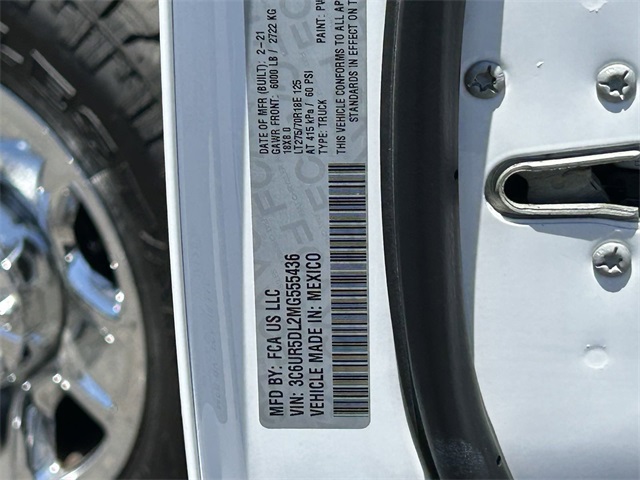 MFD BY: FCA US LLC
DATE OF MFR (BUILT): 2-21
GAWR FRONT: 6000 LB / 2722 KG
18X8.0
LT275/70R18E 125
AT 415 kPa / 60 PSI
TYPE: TRUCK
PAINT: PW
THIS VEHICLE CONFORMS TO ALL AP
STANDARDS IN EFFECT ON T
VIN: 3C6UR5DL2MG555436
VEHICLE MADE IN: MEXICO